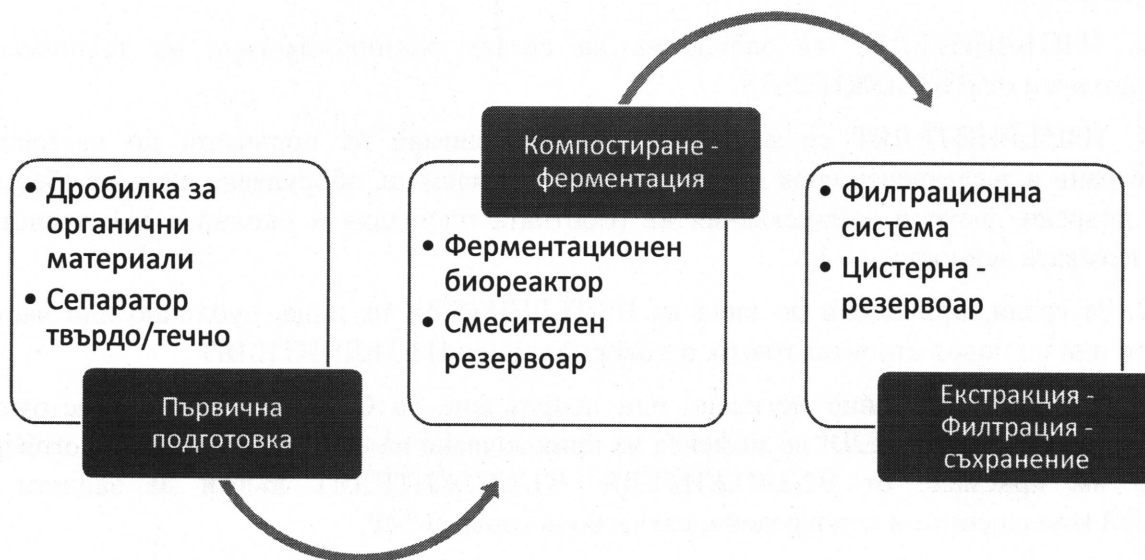 • Дробилка за
органични
материали
• Сепаратор
твърдо/течно
Първична
подготовка
Компостиране -
ферментация
• Ферментационен
биореактор
• Смесителен
резервоар
• Филтрационна
система
• Цистерна -
резервоар
Екстракция -
Филтрация -
съхранение